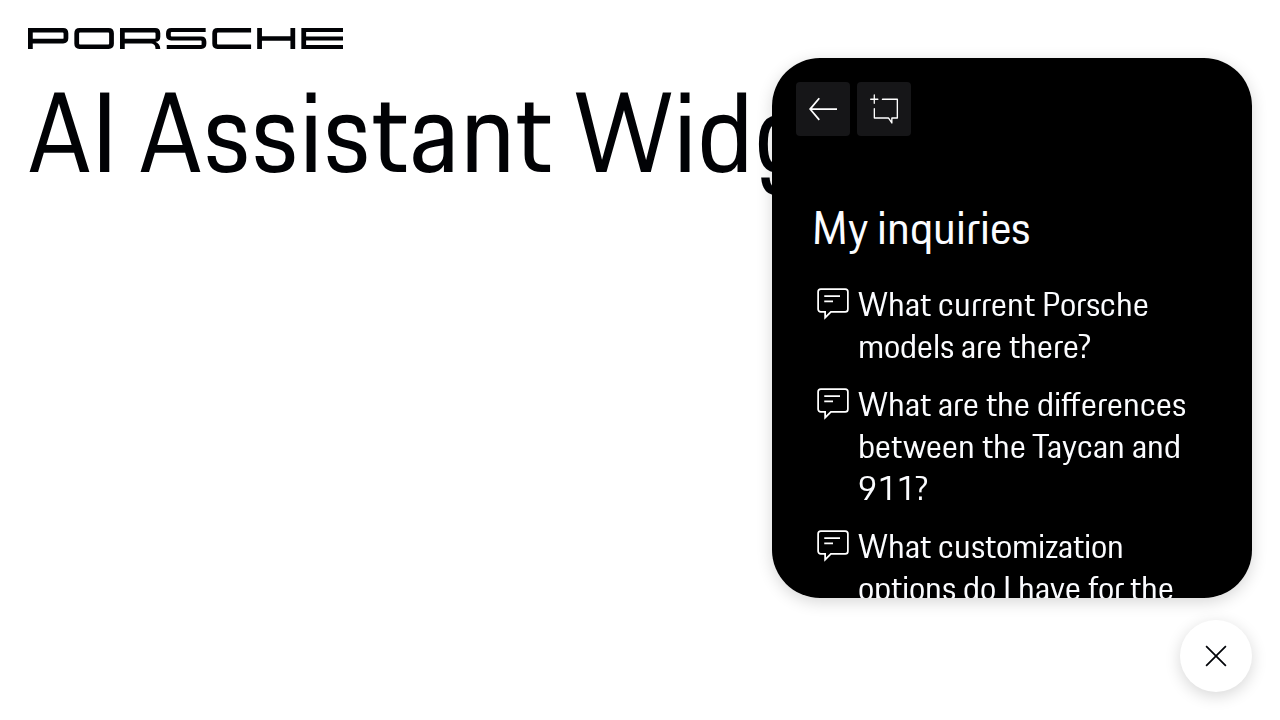 PORSCHE
AI Assistant Widg
My inquiries
What current Porsche
models are there?
What are the differences
between the Taycan and
911?
What customization
options do I have for the